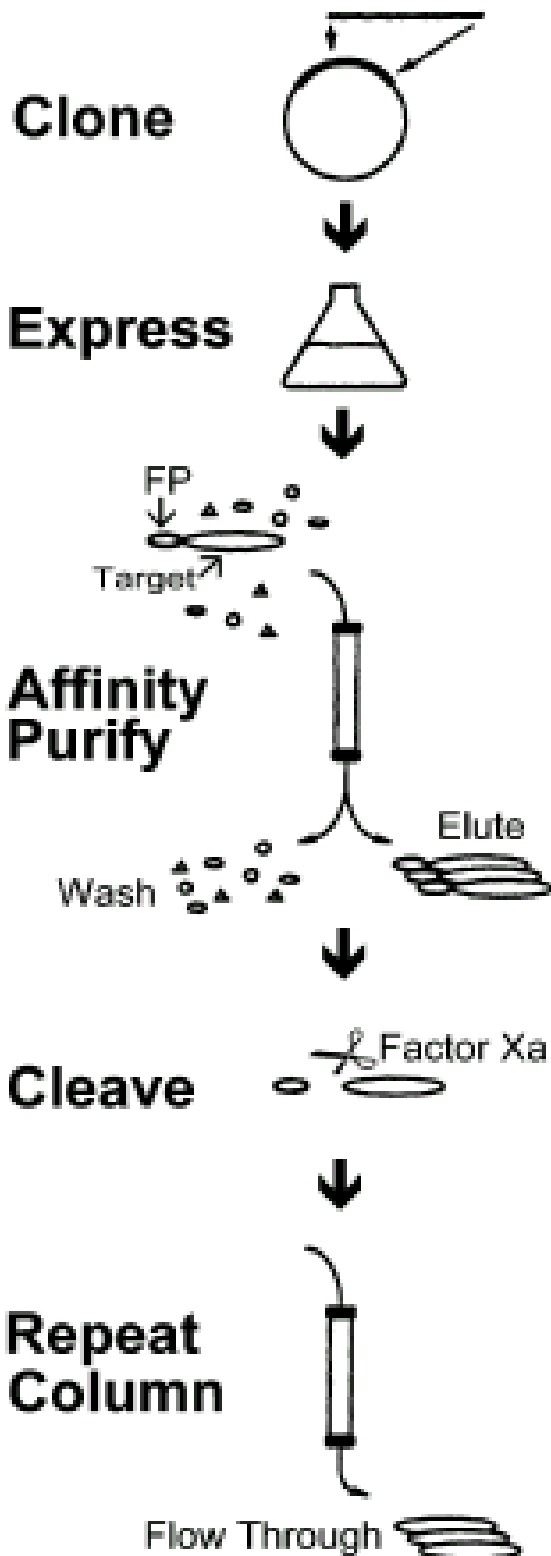 Clone
Express
FP
Target
Affinity
Purify
Elute
Wash
Factor Xa
Cleave
Repeat
Column
Flow Through